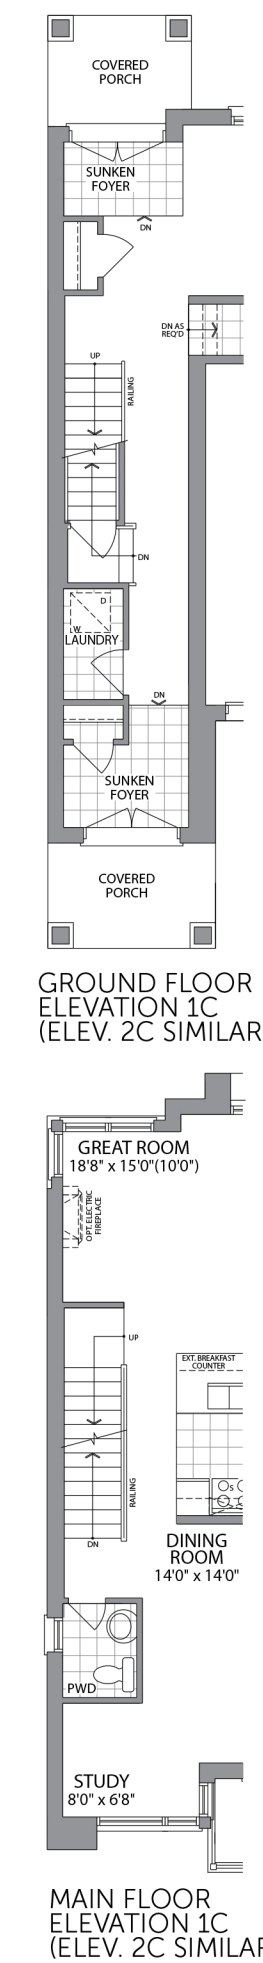 COVERED
PORCH
SUNKEN
FOYER
DN
DN AS
REQ'D
UP
RAILING
DN
D
W
LAUNDRY
DN
SUNKEN
FOYER
COVERED
PORCH
GROUND FLOOR
ELEVATION 1C
(ELEV. 2C SIMILAR
GREAT ROOM
18'8" x 15'0"(10'0")
OPT. ELECTRIC
FIREPLACE
UP
EXT. BREAKFAST
COUNTER
S
RAILING
DN
DINING
ROOM
14'0" x 14'0"
PWD
STUDY
8'0" x 6'8"
MAIN FLOOR
ELEVATION 1C
(ELEV. 2C SIMILAR